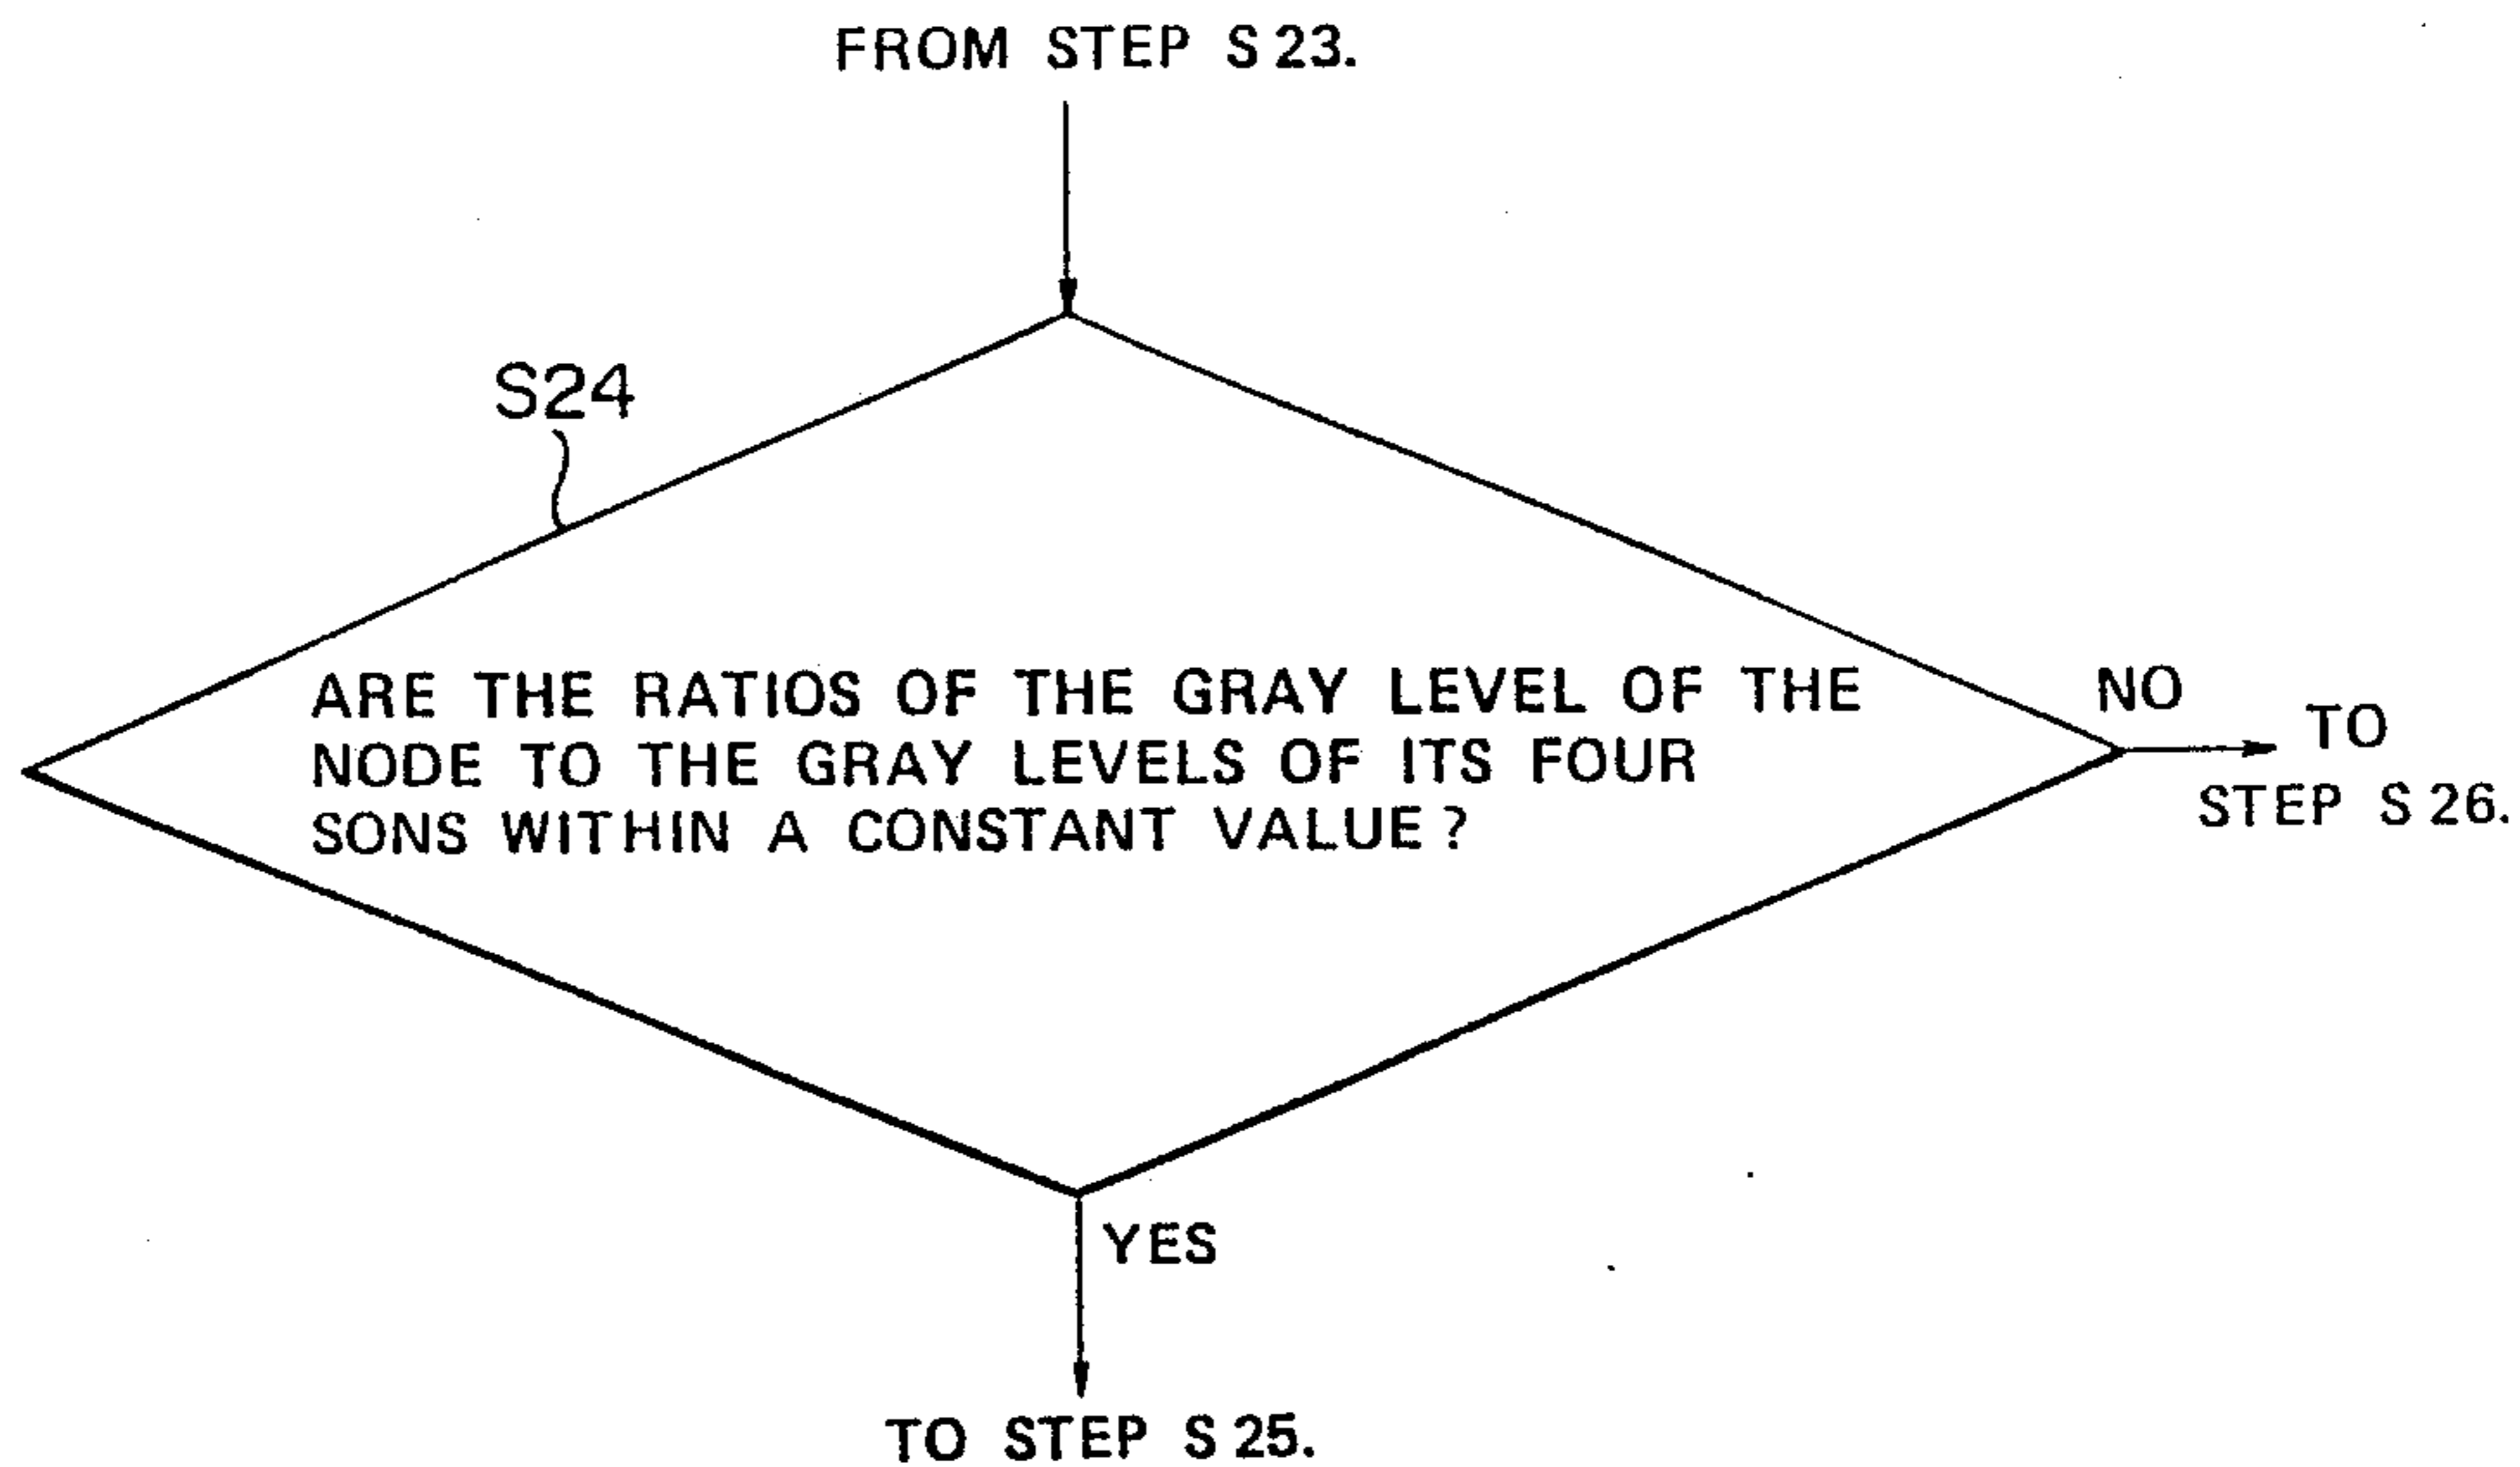 FROM STEP S23.
S24
ARE THE RATIOS OF THE GRAY LEVEL OF THE
NODE TO THE GRAY LEVELS OF ITS FOUR
SONS WITHIN A CONSTANT VALUE?
NO
TO
STEP S26.
YES
TO STEP S25.